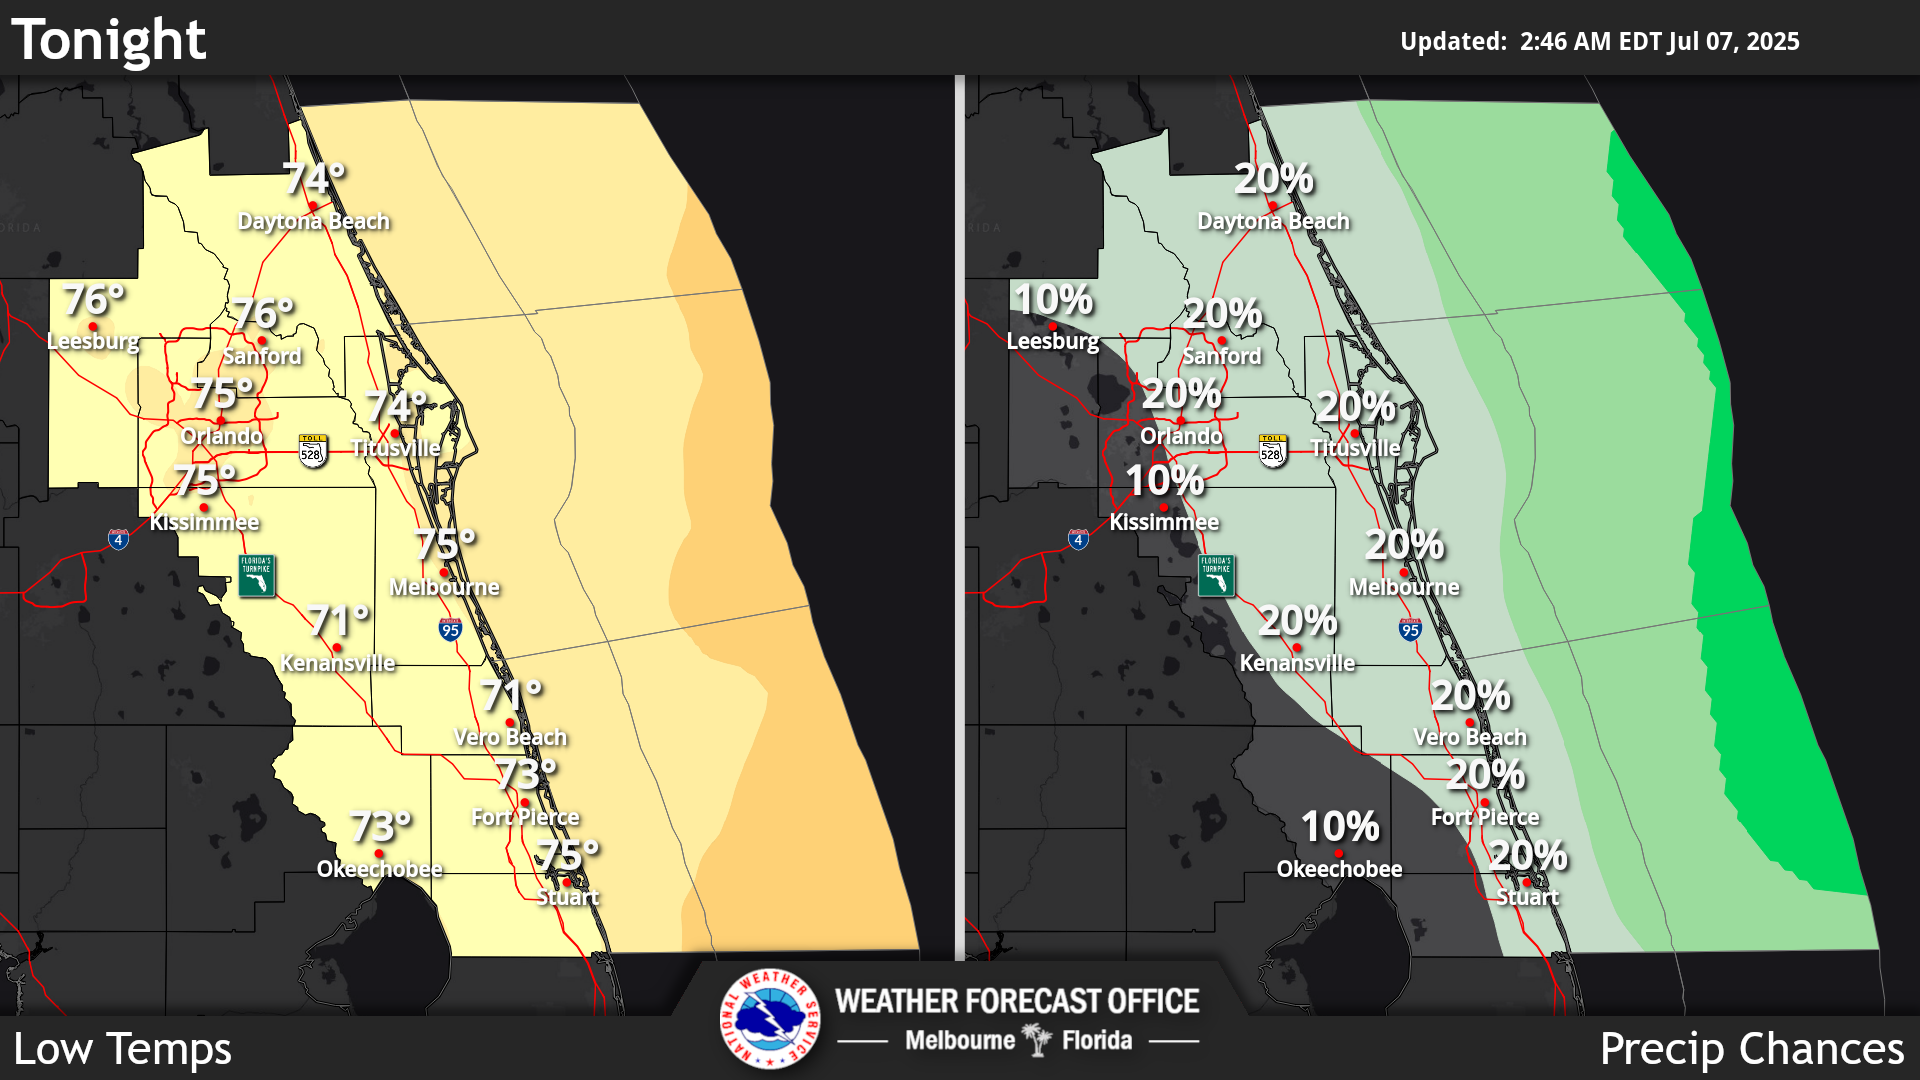 Tonight
Updated: 2:46 AM EDT Jul 07, 2025
74°
Daytona Beach
76°
Leesburg
76°
Sanford
75°
Orlando
74°
Titusville
TOLL
528
75°
Kissimmee
4
FLORIDA'S
TURNPIKE
75°
Melbourne
71°
Kenansville
95
71°
Vero Beach
73°
Fort Pierce
73°
Okeechobee
75°
Stuart
20%
Daytona Beach
10%
Leesburg
20%
Sanford
20%
Orlando
20%
Titusville
TOLL
528
10%
Kissimmee
4
FLORIDA'S
TURNPIKE
20%
Melbourne
20%
Kenansville
95
20%
Vero Beach
20%
Fort Pierce
10%
Okeechobee
20%
Stuart
Low Temps
NATIONAL WEATHER SERVICE
WEATHER FORECAST OFFICE
Melbourne Florida
Precip Chances